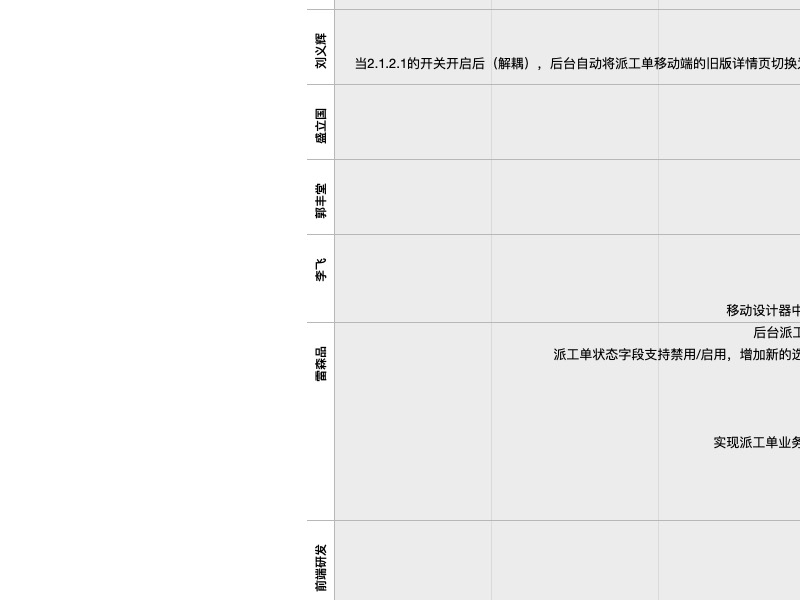 刘义辉
当2.1.2.1的开关开启后（解耦），后台自动将派工单移动端的旧版详情页切换
盛立国
郭丰堂
李飞
移动设计器中
后台派工
派工单状态字段支持禁用/启用，增加新的选
雷森品
实现派工单业务
前端研发